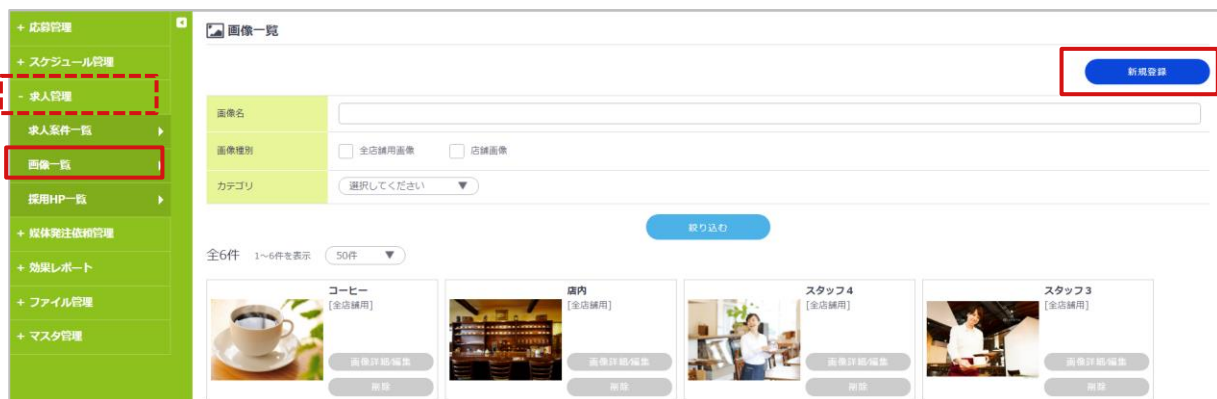 + 応募管理
+ スケジュール管理
- 求人管理
求人案件一覧
画像一覧
採用HP一覧
+ 媒体発注依頼管理
+ 効果レポート
+ ファイル管理
+ マスタ管理
画像一覧
新規登録
画像名
画像種別
全店舗用画像
店舗画像
カテゴリ
選択してください ▼
絞り込む
全6件 1～6件を表示 50件 ▼
コーヒー
[全店舗用]
画像詳細/編集
削除
店内
[全店舗用]
画像詳細/編集
削除
スタッフ4
[全店舗用]
画像詳細/編集
削除
スタッフ3
[全店舗用]
画像詳細/編集
削除